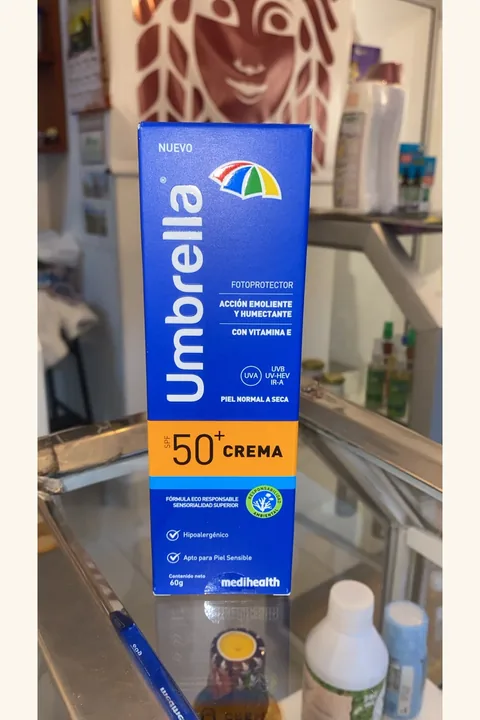 NUEVO
Umbrella®
FOTOPROTECTOR
ACCIÓN EMOLIENTE
Y HUMECTANTE
CON VITAMINA E
UVA
UVB
UV-HEV
IR-A
PIEL NORMAL A SECA
SPF 50+ CREMA
FÓRMULA ECO RESPONSABLE
SENSORIALIDAD SUPERIOR
Hipoalergénico
Apto para Piel Sensible
Contenido neto
60g
medihealth